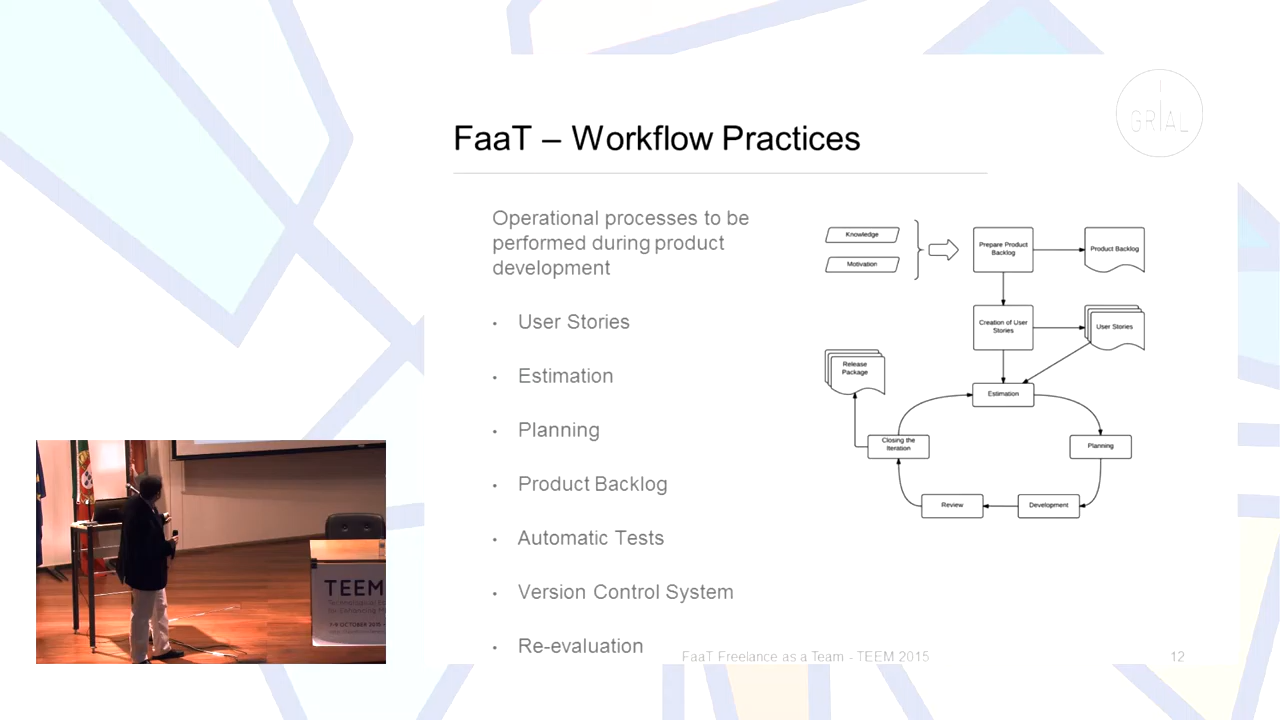 GRIAL
FaaT – Workflow Practices
Operational processes to be
performed during product
development
• User Stories
• Estimation
• Planning
• Product Backlog
• Automatic Tests
• Version Control System
• Re-evaluation
Knowledge
Motivation
Prepare Product
Backlog
Product Backlog
Creation of User
Stories
User Stories
Release
Package
Estimation
Closing the
Iteration
Planning
Review
Development
TEEM
FaaT Freelance as a Team - TEEM 2015
12